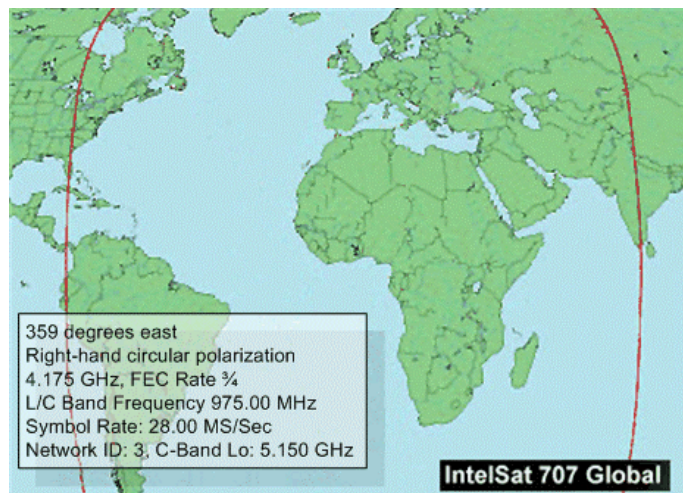 359 degrees east
Right-hand circular polarization
4.175 GHz, FEC Rate ¾
L/C Band Frequency 975.00 MHz
Symbol Rate: 28.00 MS/Sec
Network ID: 3, C-Band Lo: 5.150 GHz
IntelSat 707 Global